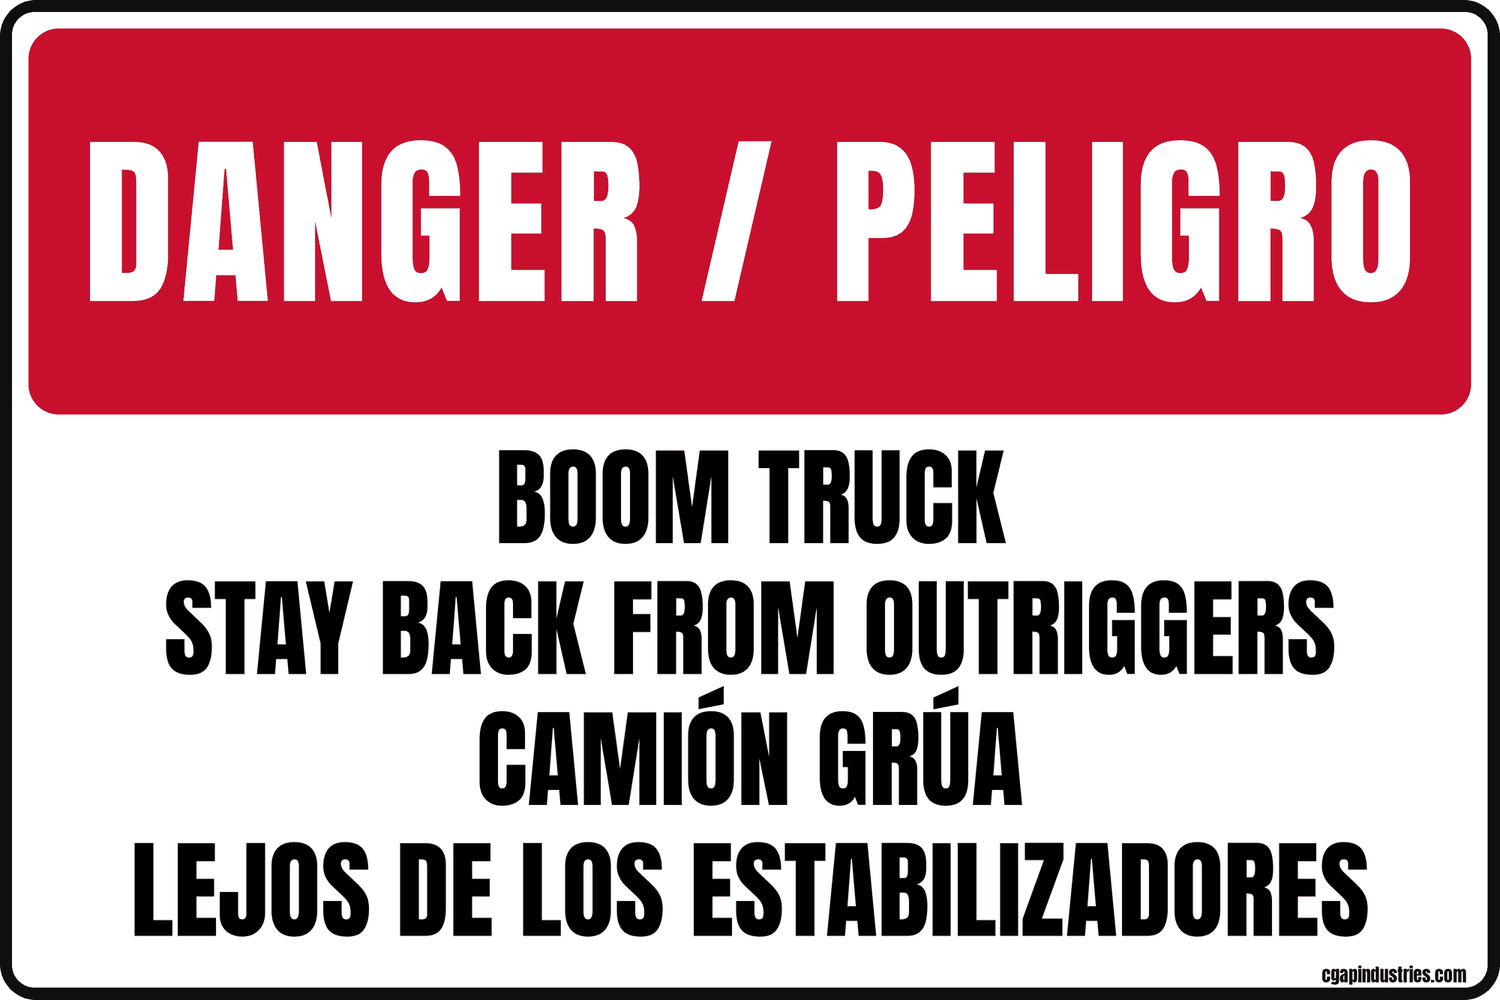 DANGER / PELIGRO
BOOM TRUCK
STAY BACK FROM OUTRIGGERS
CAMIÓN GRÚA
LEJOS DE LOS ESTABILIZADORES
cgapindustries.com